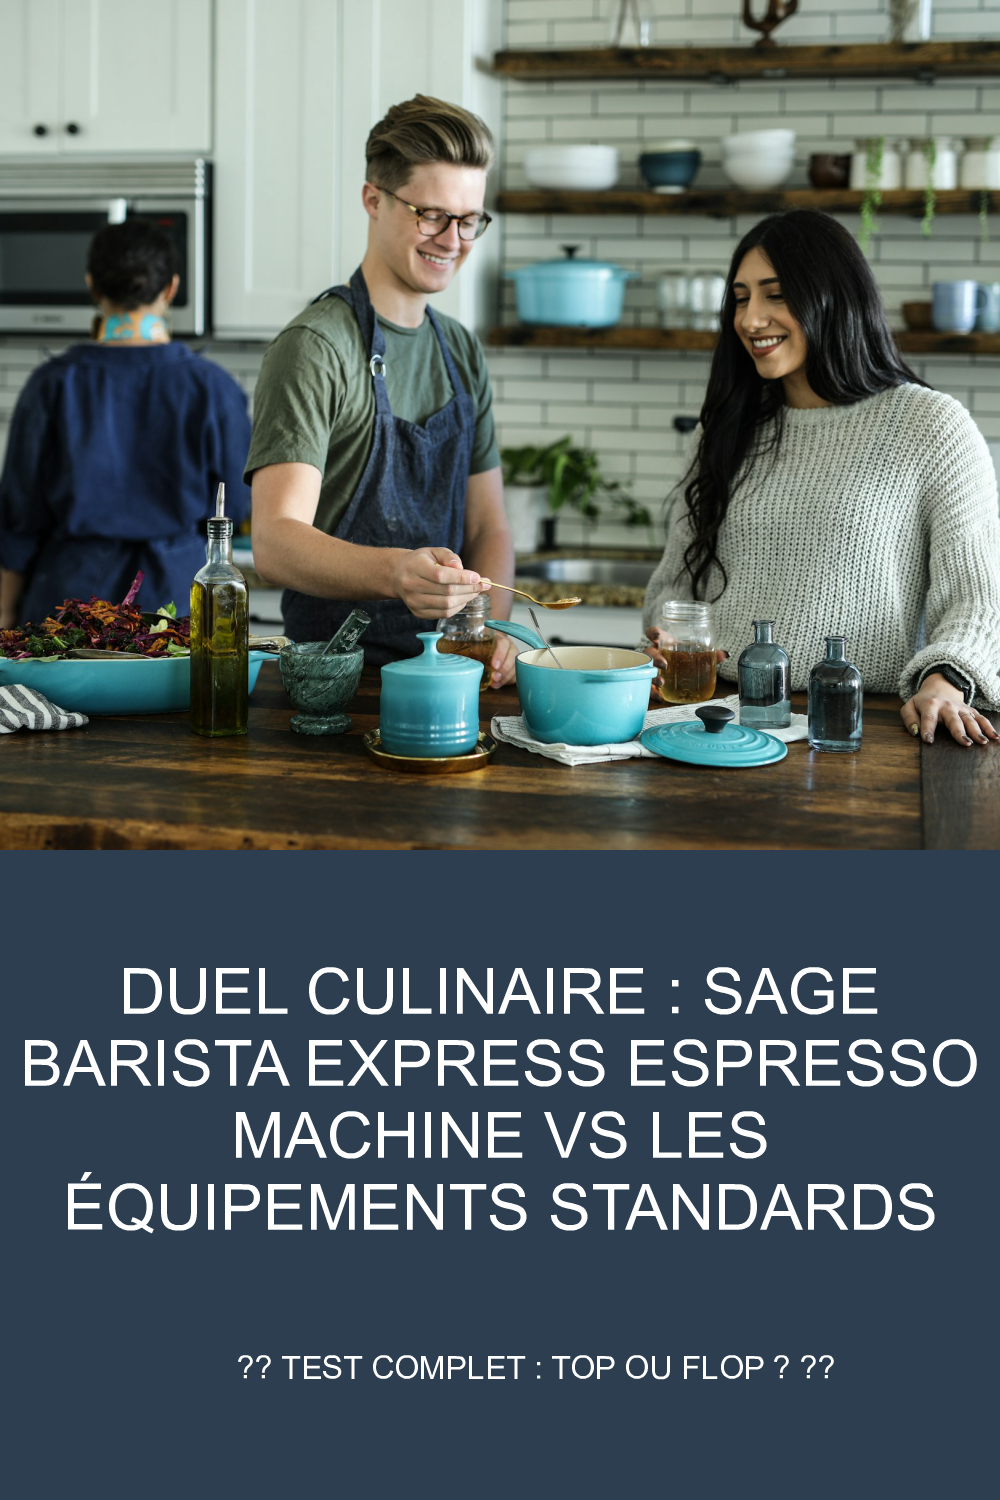 DUEL CULINAIRE : SAGE
BARISTA EXPRESS ESPRESSO
MACHINE VS LES
ÉQUIPEMENTS STANDARDS
?? TEST COMPLET : TOP OU FLOP ? ??